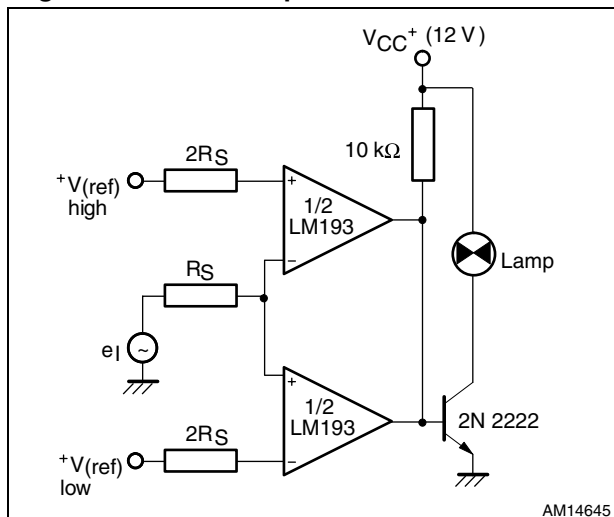 VCC+ (12 V)
2RS
10 kΩ
+V(ref)
high
+
1/2
LM193
−
Lamp
RS
eI
~
+
1/2
LM193
−
2RS
2N 2222
+V(ref)
low
AM14645